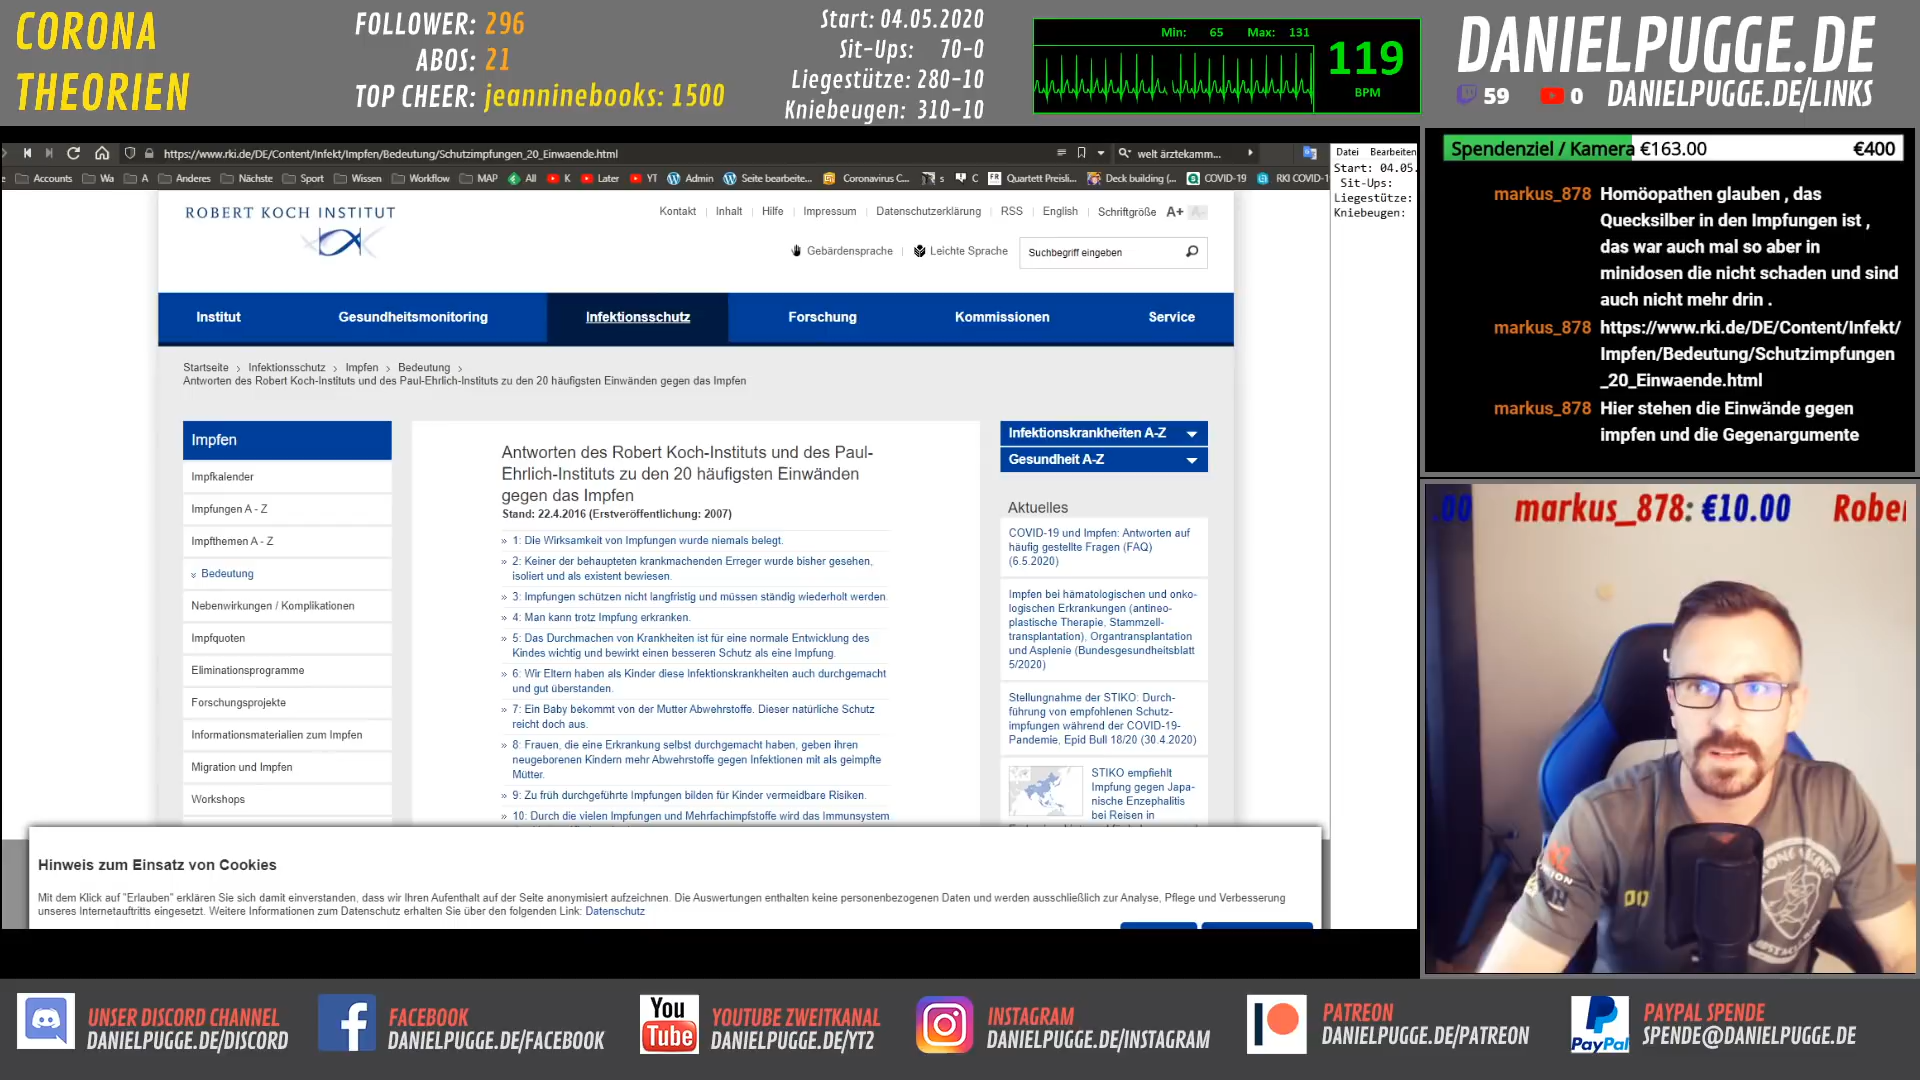 CORONA
THEORIEN
FOLLOWER: 296
ABOS: 21
TOP CHEER: jeanninebooks: 1500
Start: 04.05.2020
Sit-Ups: 70-0
Liegestütze: 280-10
Kniebeugen: 310-10
Min: 65 Max: 131
119
BPM
DANIELPUGGE.DE
59 0 DANIELPUGGE.DE/LINKS
https://www.rki.de/DE/Content/Infekt/Impfen/Bedeutung/Schutzimpfungen_20_Einwaende.html
welt ärztekamm...
Accounts Wa A Anderes Nächste Sport Wissen Workflow MAP All K Later YT Admin Seite bearbeite... Coronavirus C... s C Quartett Preisli... Deck building (... COVID-19 RKI COVID-1
Datei Bearbeiten
Start: 04.05.
Sit-Ups:
Liegestütze:
Kniebeugen:
ROBERT KOCH INSTITUT
Kontakt Inhalt Hilfe Impressum Datenschutzerklärung RSS English Schriftgröße A+ A-
Gebärdensprache Leichte Sprache Suchbegriff eingeben
Institut Gesundheitsmonitoring Infektionsschutz Forschung Kommissionen Service
Startseite Infektionsschutz Impfen Bedeutung
Antworten des Robert Koch-Instituts und des Paul-Ehrlich-Instituts zu den 20 häufigsten Einwänden gegen das Impfen
Impfen
Impfkalender
Impfungen A - Z
Impfthemen A - Z
Bedeutung
Nebenwirkungen / Komplikationen
Impfquoten
Eliminationsprogramme
Forschungsprojekte
Informationsmaterialien zum Impfen
Migration und Impfen
Workshops
Antworten des Robert Koch-Instituts und des Paul-
Ehrlich-Instituts zu den 20 häufigsten Einwänden
gegen das Impfen
Stand: 22.4.2016 (Erstveröffentlichung: 2007)
» 1: Die Wirksamkeit von Impfungen wurde niemals belegt.
» 2: Keiner der behaupteten krankmachenden Erreger wurde bisher gesehen,
isoliert und als existent bewiesen.
» 3: Impfungen schützen nicht langfristig und müssen ständig wiederholt werden.
» 4: Man kann trotz Impfung erkranken.
» 5: Das Durchmachen von Krankheiten ist für eine normale Entwicklung des
Kindes wichtig und bewirkt einen besseren Schutz als eine Impfung.
» 6: Wir Eltern haben als Kinder diese Infektionskrankheiten auch durchgemacht
und gut überstanden.
» 7: Ein Baby bekommt von der Mutter Abwehrstoffe. Dieser natürliche Schutz
reicht doch aus.
» 8: Frauen, die eine Erkrankung selbst durchgemacht haben, geben ihren
neugeborenen Kindern mehr Abwehrstoffe gegen Infektionen mit als geimpfte
Mütter.
» 9: Zu früh durchgeführte Impfungen bilden für Kinder vermeidbare Risiken.
» 10: Durch die vielen Impfungen und Mehrfachimpfstoffe wird das Immunsystem
Infektionskrankheiten A-Z
Gesundheit A-Z
Aktuelles
COVID-19 und Impfen: Antworten auf
häufig gestellte Fragen (FAQ)
(6.5.2020)
Impfen bei hämatologischen und onko-
logischen Erkrankungen (antineo-
plastische Therapie, Stammzell-
transplantation), Organtransplantation
und Asplenie (Bundesgesundheitsblatt
5/2020)
Stellungnahme der STIKO: Durch-
führung von empfohlenen Schutz-
impfungen während der COVID-19-
Pandemie, Epid Bull 18/20 (30.4.2020)
STIKO empfiehlt
Impfung gegen Japa-
nische Enzephalitis
bei Reisen in
Hinweis zum Einsatz von Cookies
Mit dem Klick auf "Erlauben" erklären Sie sich damit einverstanden, dass wir Ihren Aufenthalt auf der Seite anonymisiert aufzeichnen. Die Auswertungen enthalten keine personenbezogenen Daten und werden ausschließlich zur Analyse, Pflege und Verbesserung
unseres Internetauftritts eingesetzt. Weitere Informationen zum Datenschutz erhalten Sie über den folgenden Link: Datenschutz
Spendenziel / Kamera €163.00 €400
markus_878 Homöopathen glauben , das
Quecksilber in den Impfungen ist ,
das war auch mal so aber in
minidosen die nicht schaden und sind
auch nicht mehr drin .
markus_878 https://www.rki.de/DE/Content/Infekt/
Impfen/Bedeutung/Schutzimpfungen
_20_Einwaende.html
markus_878 Hier stehen die Einwände gegen
impfen und die Gegenargumente
.00 markus_878: €10.00 Rober
UNSER DISCORD CHANNEL
DANIELPUGGE.DE/DISCORD
FACEBOOK
DANIELPUGGE.DE/FACEBOOK
You
Tube
YOUTUBE ZWEITKANAL
DANIELPUGGE.DE/YT2
INSTAGRAM
DANIELPUGGE.DE/INSTAGRAM
PATREON
DANIELPUGGE.DE/PATREON
PayPal
PAYPAL SPENDE
SPENDE@DANIELPUGGE.DE